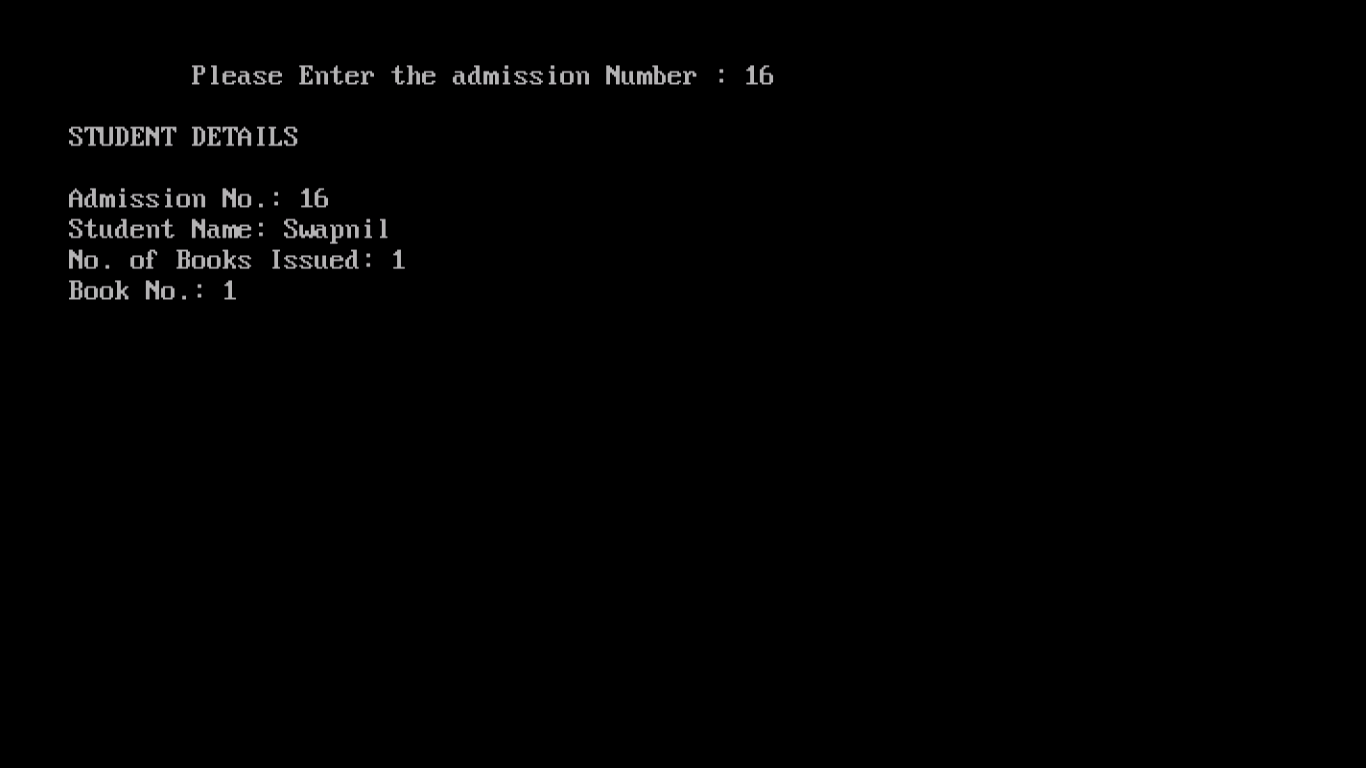 Please Enter the admission Number : 16
STUDENT DETAILS
Admission No.: 16
Student Name: Swapnil
No. of Books Issued: 1
Book No.: 1